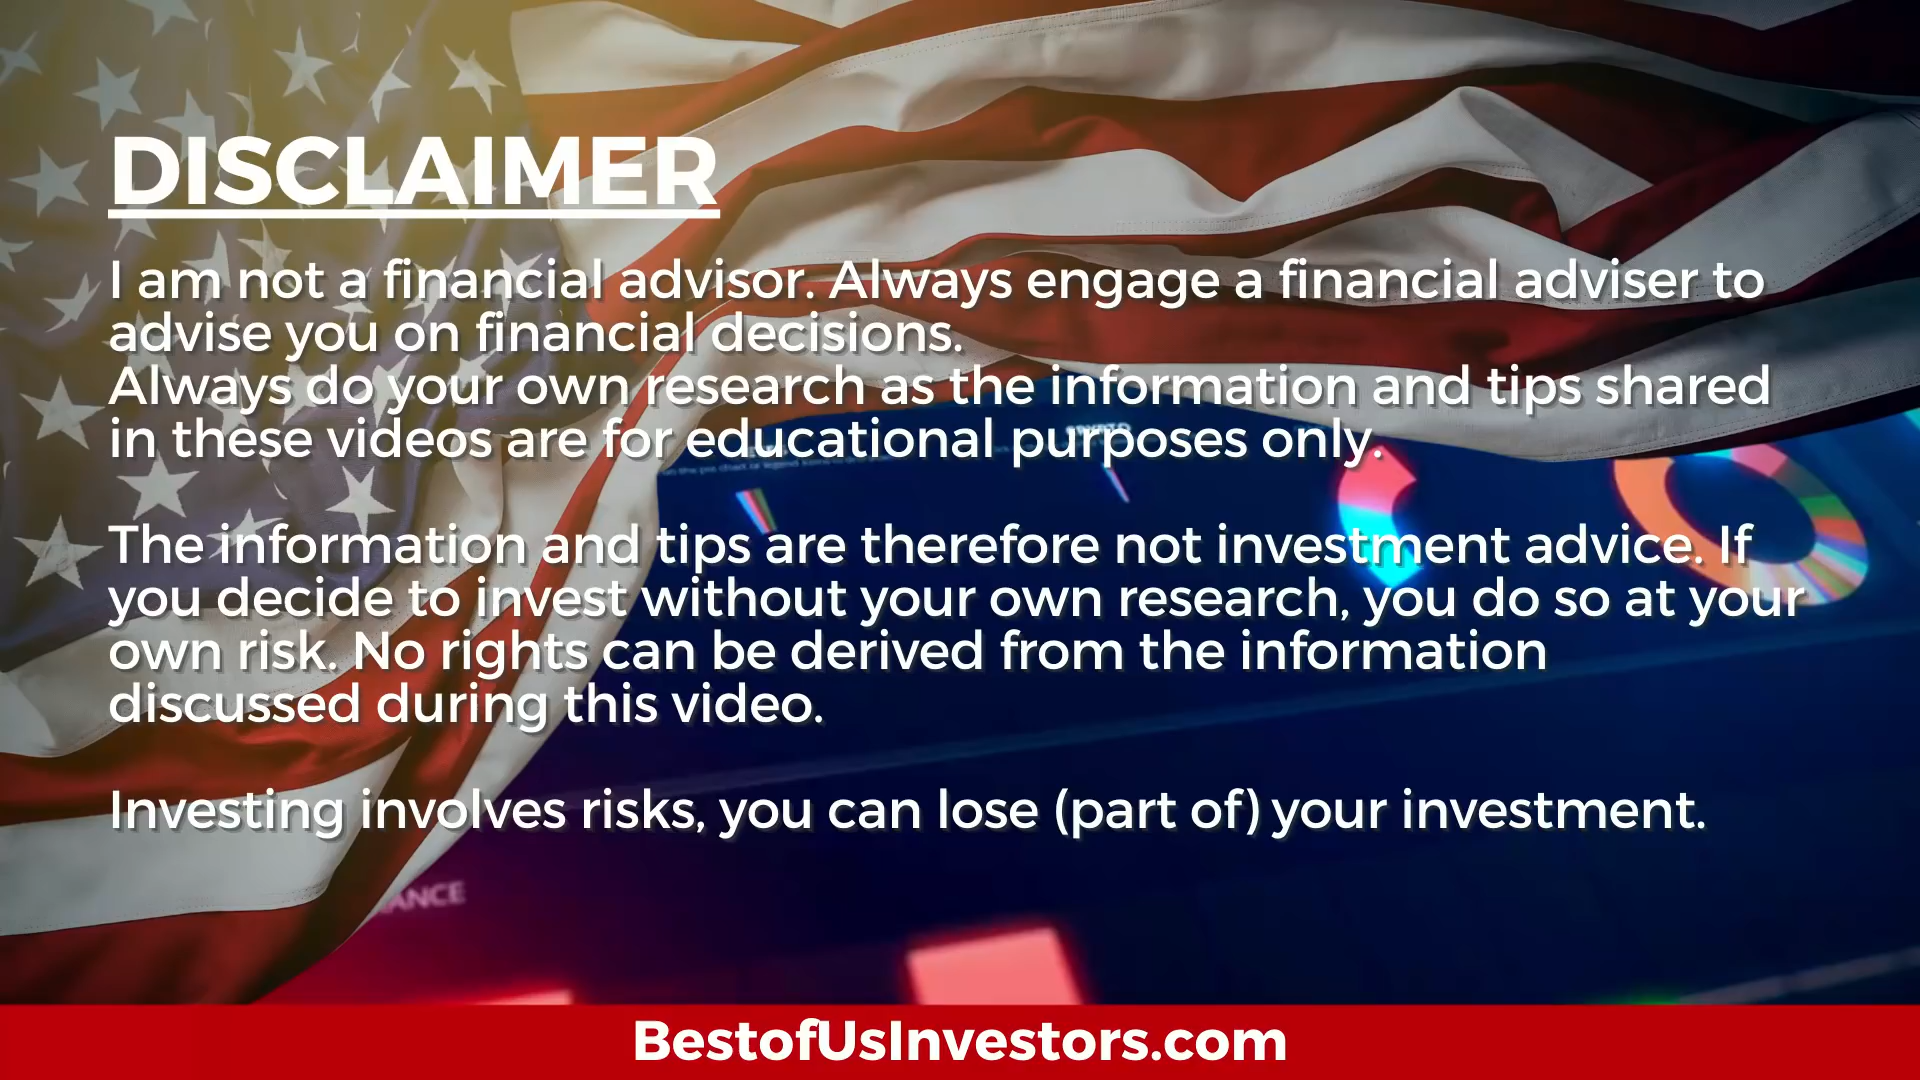 DISCLAIMER
I am not a financial advisor. Always engage a financial adviser to
advise you on financial decisions.
Always do your own research as the information and tips shared
in these videos are for educational purposes only.
The information and tips are therefore not investment advice. If
you decide to invest without your own research, you do so at your
own risk. No rights can be derived from the information
discussed during this video.
Investing involves risks, you can lose (part of) your investment.
ANCE
BestofUsInvestors.com